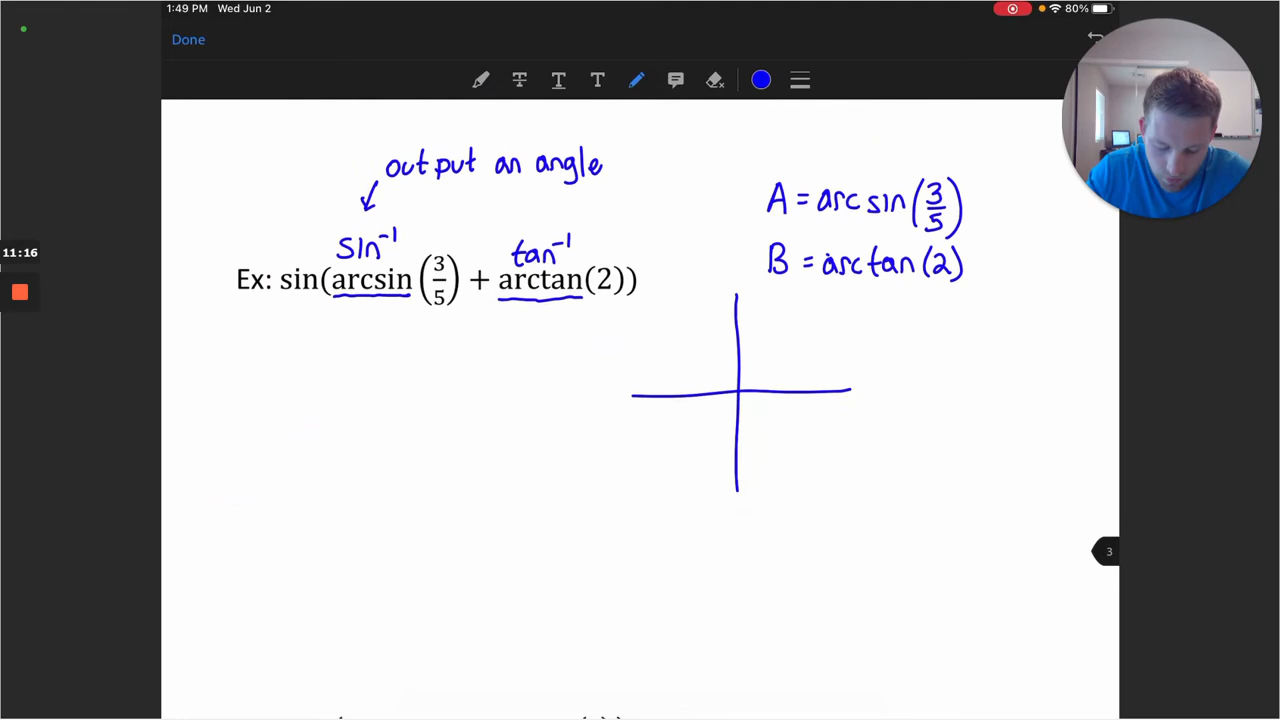 1:49 PM Wed Jun 2
80%
Done
output an angle
A = arcsin(3/5)
sin⁻¹ tan⁻¹
B = arctan(2)
Ex: sin(arcsin(3/5) + arctan(2))
11:16
3